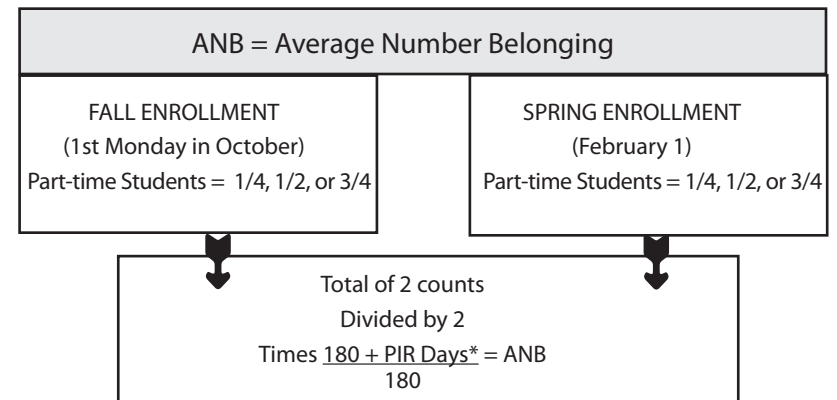 ANB = Average Number Belonging
FALL ENROLLMENT
(1st Monday in October)
Part-time Students = 1/4, 1/2, or 3/4
SPRING ENROLLMENT
(February 1)
Part-time Students = 1/4, 1/2, or 3/4
Total of 2 counts
Divided by 2
Times 180 + PIR Days* = ANB
180